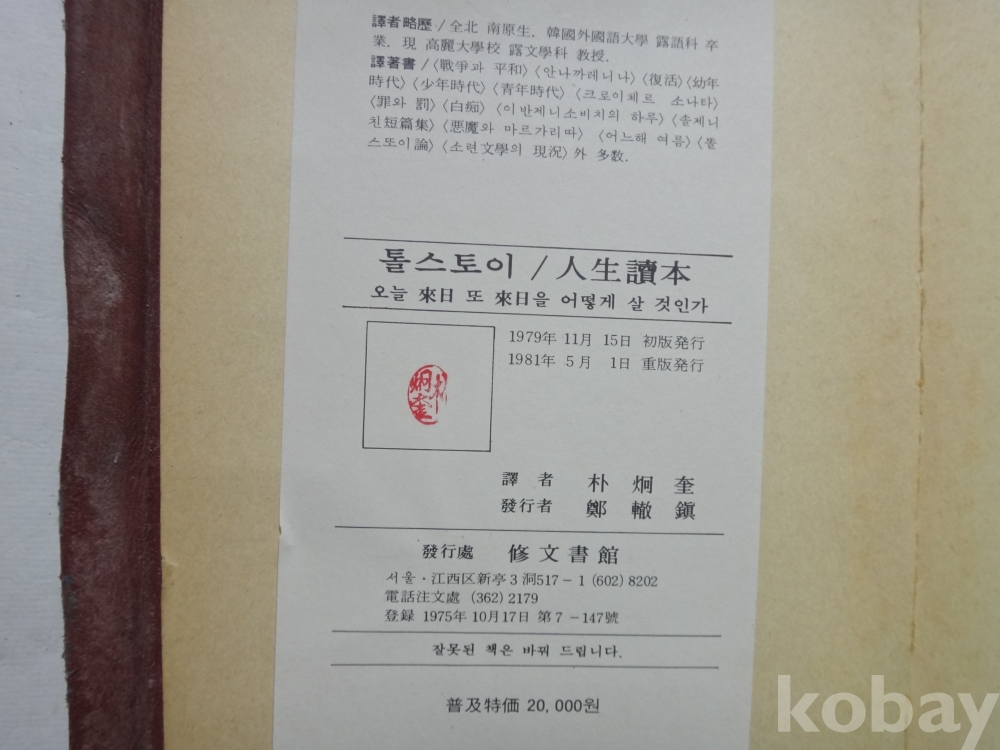 譯者略歷 / 全北 南原生. 韓國外國語大學 露語科 卒
業. 現 高麗大學校 露文學科 教授.
譯著書 / 〈戰爭과 平和〉〈안나까레니나〉〈復活〉〈幼年
時代〉〈少年時代〉〈青年時代〉〈크로이체르 소나타〉
〈罪와 罰〉〈白痴〉〈이반제니소비치의 하루〉〈솔제니
친短篇集〉〈悪魔와 마르가리따〉 〈어느해 여름〉〈똘
스또이論〉〈소련文學의 現況〉 外 多数.
톨스토이 / 人生讀本
오늘 來日 또 來日을 어떻게 살 것인가
1979年 11月 15日 初版発行
1981年 5月 1日 重版発行
譯者 朴炯奎
發行者 鄭轍鎭
發行處 修文書館
서울・江西区新亭3洞517－1 (602) 8202
電話注文處 (362) 2179
登録 1975年 10月17日 第7－147號
잘못된 책은 바꿔 드립니다.
普及特価 20,000원
kobay